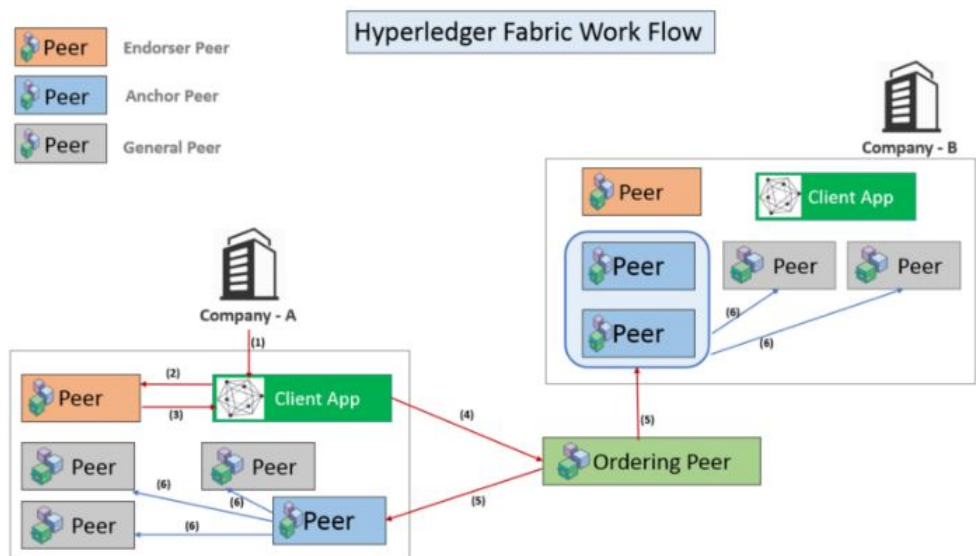 Hyperledger Fabric Work Flow
Peer Endorser Peer
Peer Anchor Peer
Peer General Peer
Company - B
Peer
Client App
Peer
Peer
Peer
Peer
(6)
(6)
Company - A
(1)
Peer
(2)
(3)
Client App
(4)
(5)
Ordering Peer
(5)
Peer
Peer
(6)
(6)
Peer
Peer
(6)